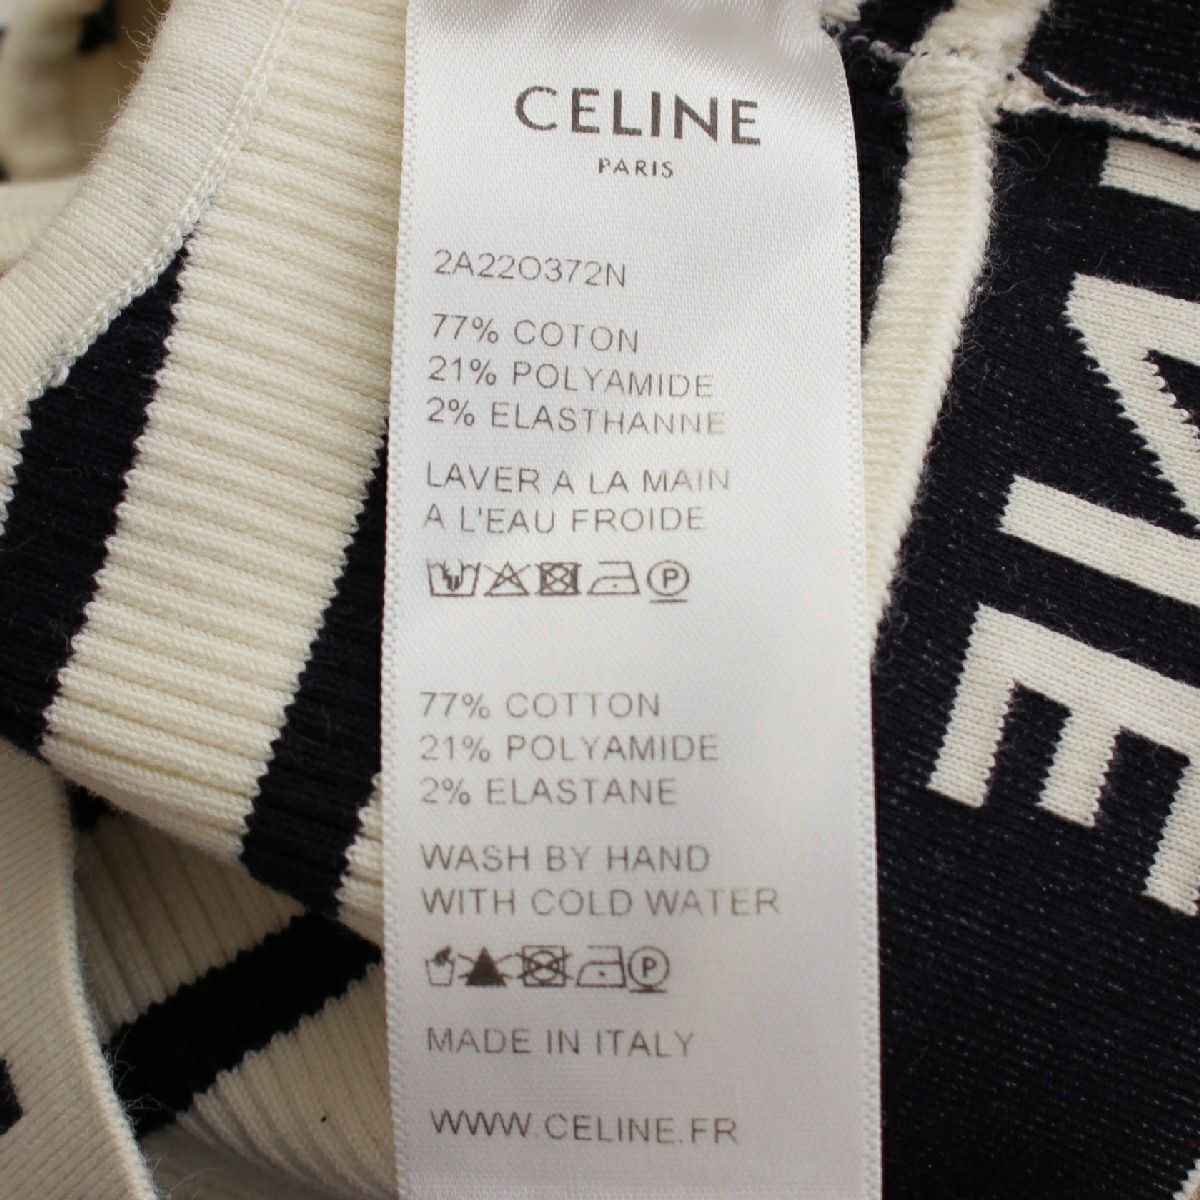 CELINE
PARIS
2A22O372N
77% COTON
21% POLYAMIDE
2% ELASTHANNE
LAVER A LA MAIN
A L'EAU FROIDE
P
77% COTTON
21% POLYAMIDE
2% ELASTANE
WASH BY HAND
WITH COLD WATER
P
MADE IN ITALY
WWW.CELINE.FR